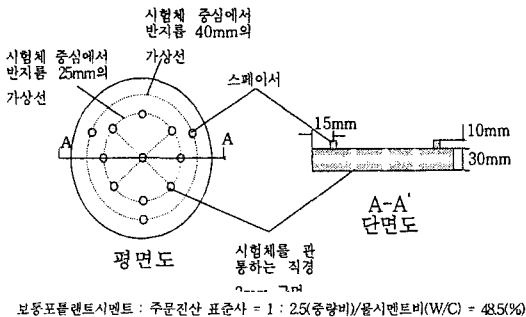 시험체 중심에서
반지름 40mm의
가상선
시험체 중심에서
반지름 25mm의
가상선
스페이서
A
A
15mm
10mm
30mm
A-A'
단면도
평면도
시험체를 관
통하는 직경
보통포틀랜트시멘트 : 주문진산 표준사 = 1 : 2.5(중량비)/물시멘트비(W/C) = 48.5(%)